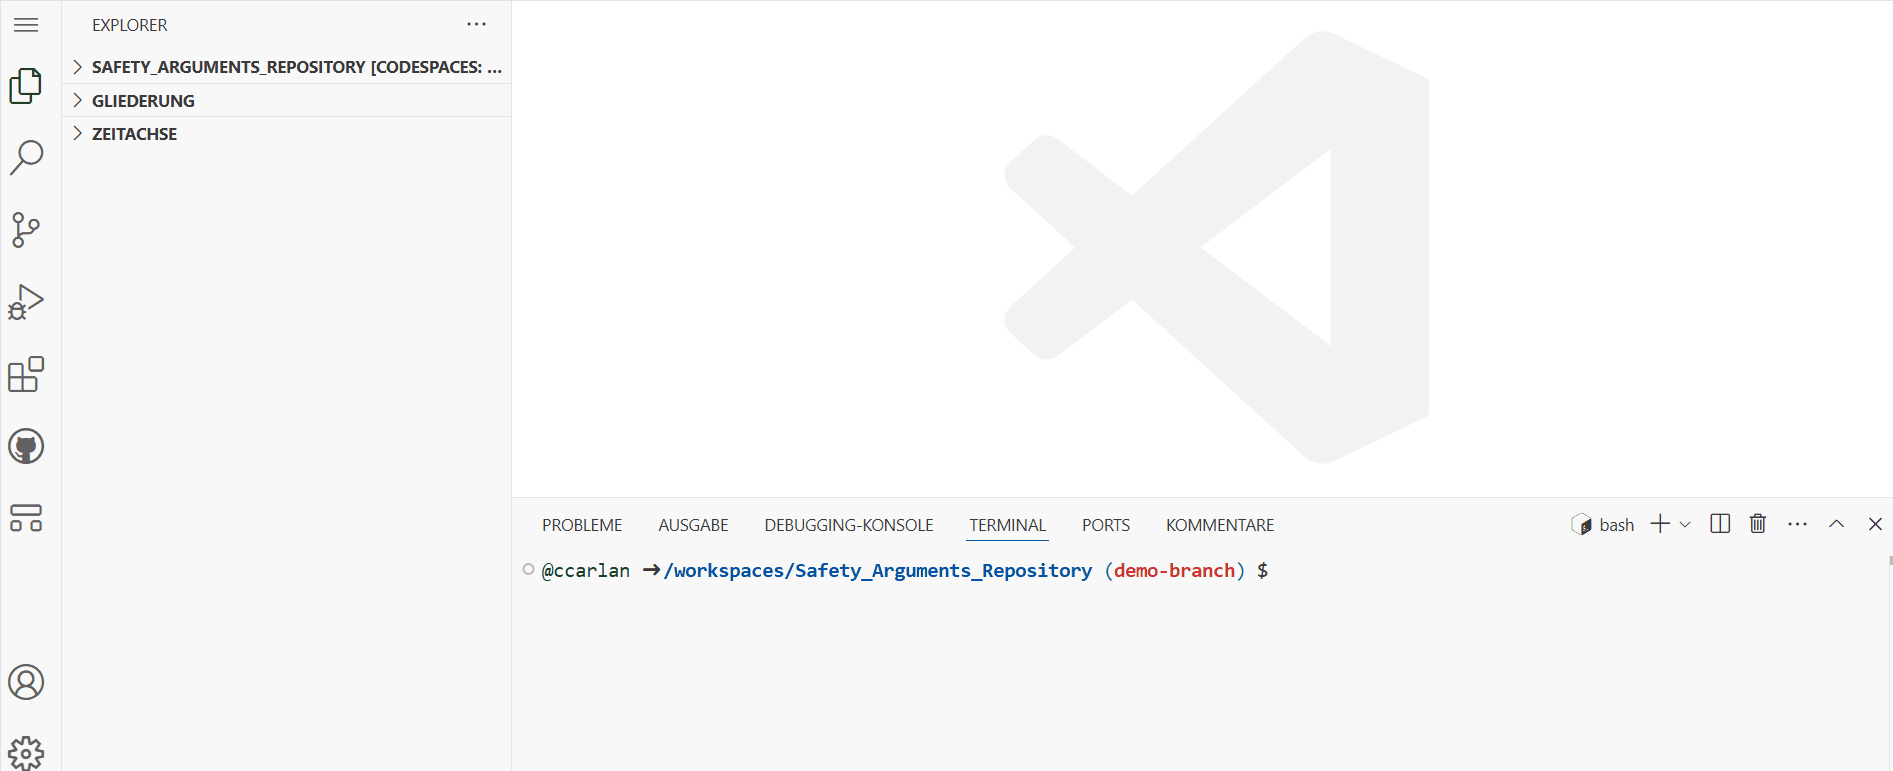 EXPLORER
SAFETY_ARGUMENTS_REPOSITORY [CODESPACES: ...
GLIEDERUNG
ZEITACHSE
PROBLEME AUSGABE DEBUGGING-KONSOLE TERMINAL PORTS KOMMENTARE bash
@ccarlan ➜/workspaces/Safety_Arguments_Repository (demo-branch) $